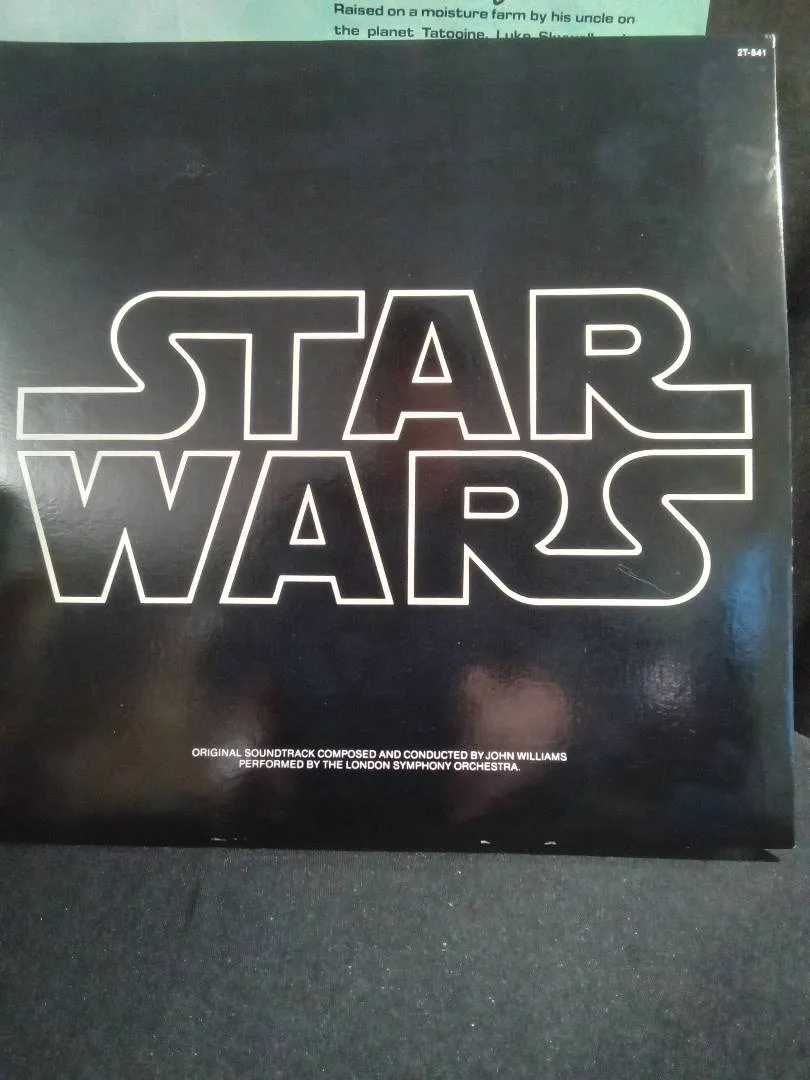 Raised on a moisture farm by his uncle on
the planet Tatooine, Luke
2T-541
STAR
WARS
ORIGINAL SOUNDTRACK COMPOSED AND CONDUCTED BY JOHN WILLIAMS
PERFORMED BY THE LONDON SYMPHONY ORCHESTRA.